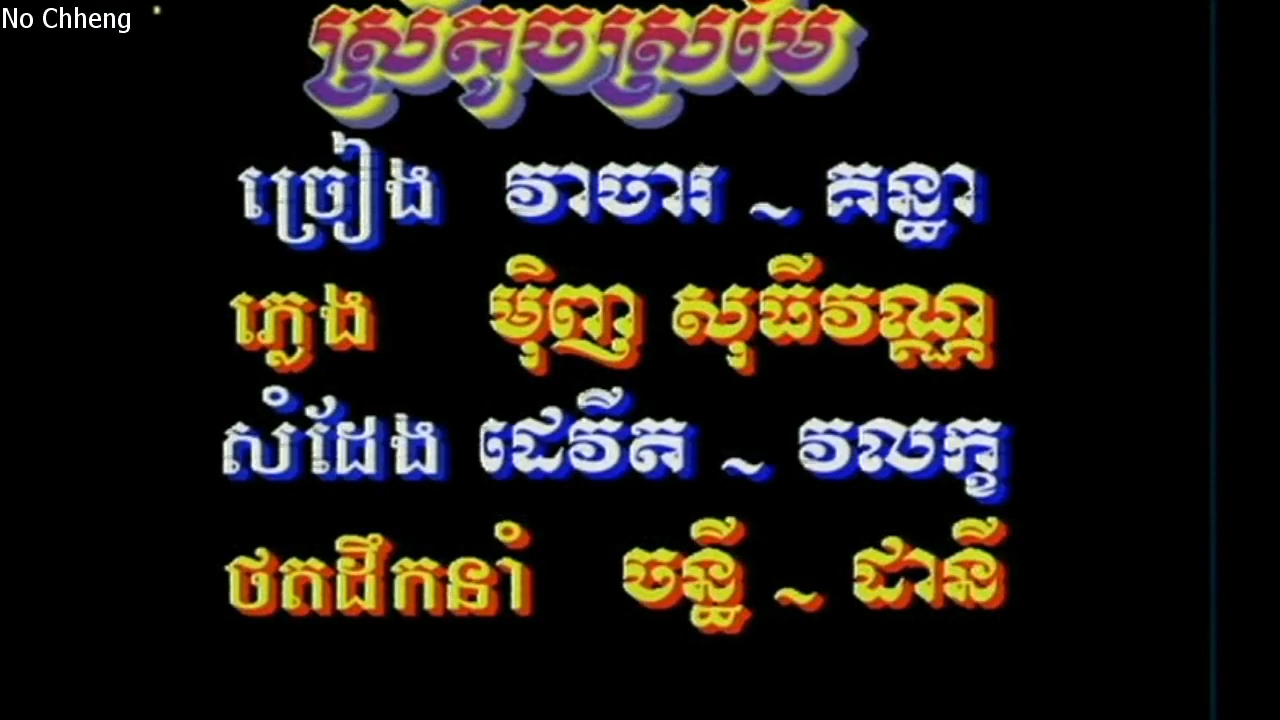 No Chheng
ស្រីតូចស្រមៃ
ច្រៀង វាចារ ~ គន្ធា
ភ្លេង ម៉ិញ សុធីវណ្ណ
សំដែង ដេវីត ~ វលក្ខ
ថតដឹកនាំ ចន្ធី ~ ដានី